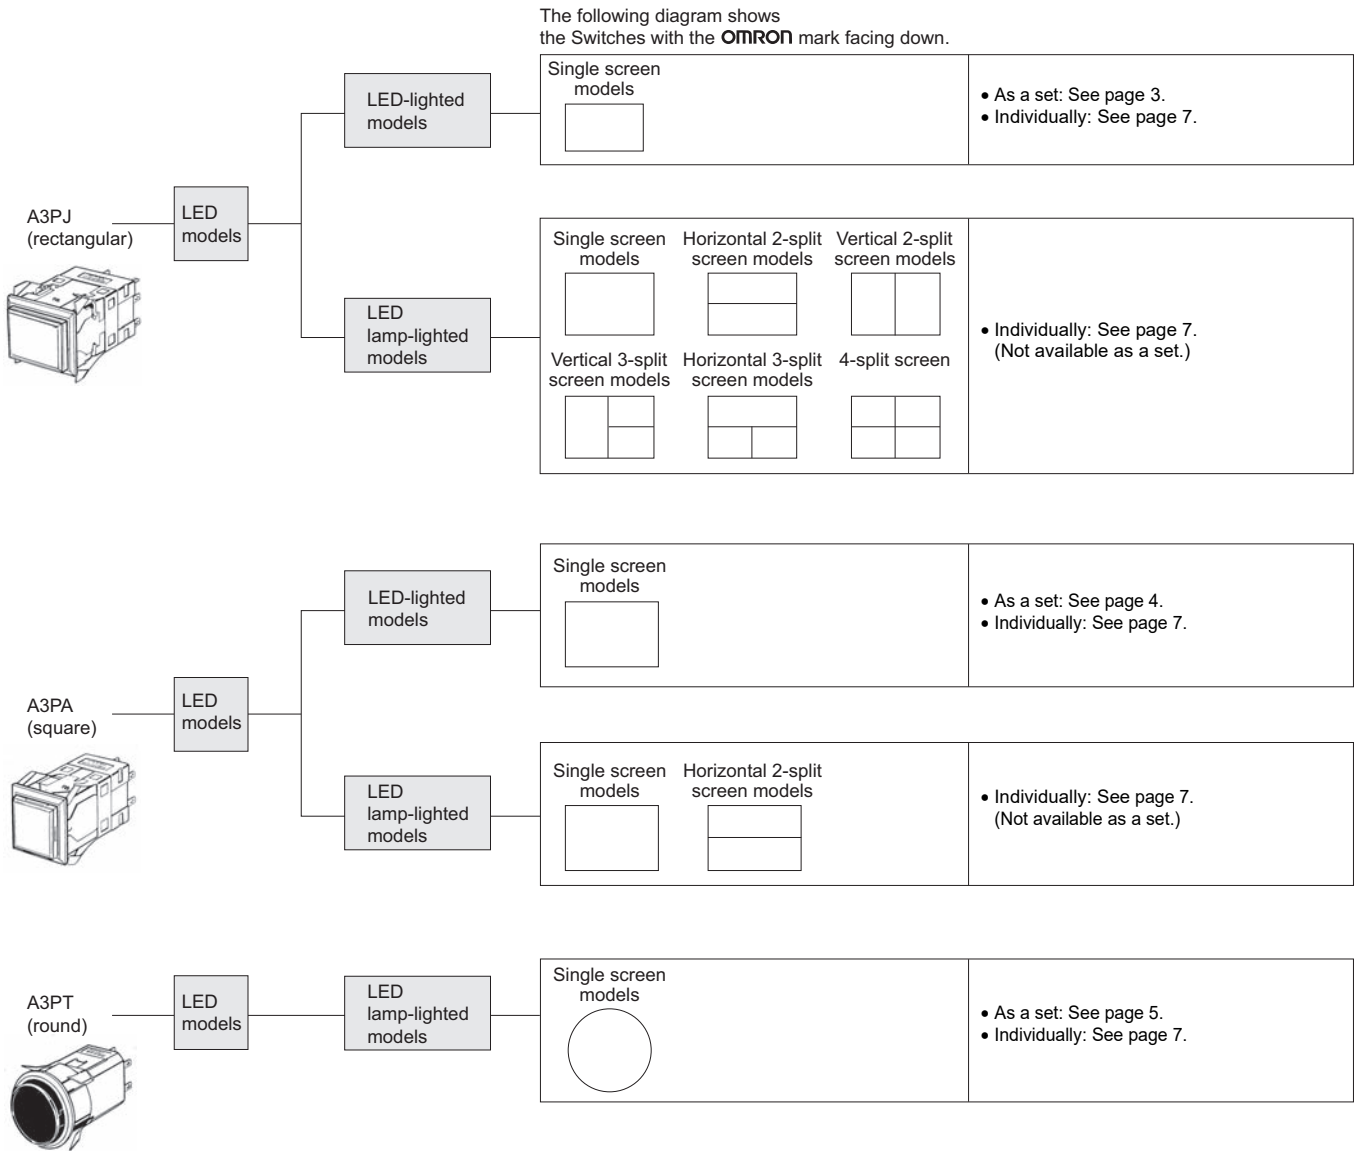 The following diagram shows
the Switches with the OMRON mark facing down.
A3PJ
(rectangular)
LED
models
LED-lighted
models
Single screen
models
• As a set: See page 3.
• Individually: See page 7.
LED
lamp-lighted
models
Single screen
models
Horizontal 2-split
screen models
Vertical 2-split
screen models
Vertical 3-split
screen models
Horizontal 3-split
screen models
4-split screen
• Individually: See page 7.
(Not available as a set.)
A3PA
(square)
LED
models
LED-lighted
models
Single screen
models
• As a set: See page 4.
• Individually: See page 7.
LED
lamp-lighted
models
Single screen
models
Horizontal 2-split
screen models
• Individually: See page 7.
(Not available as a set.)
A3PT
(round)
LED
models
LED
lamp-lighted
models
Single screen
models
• As a set: See page 5.
• Individually: See page 7.